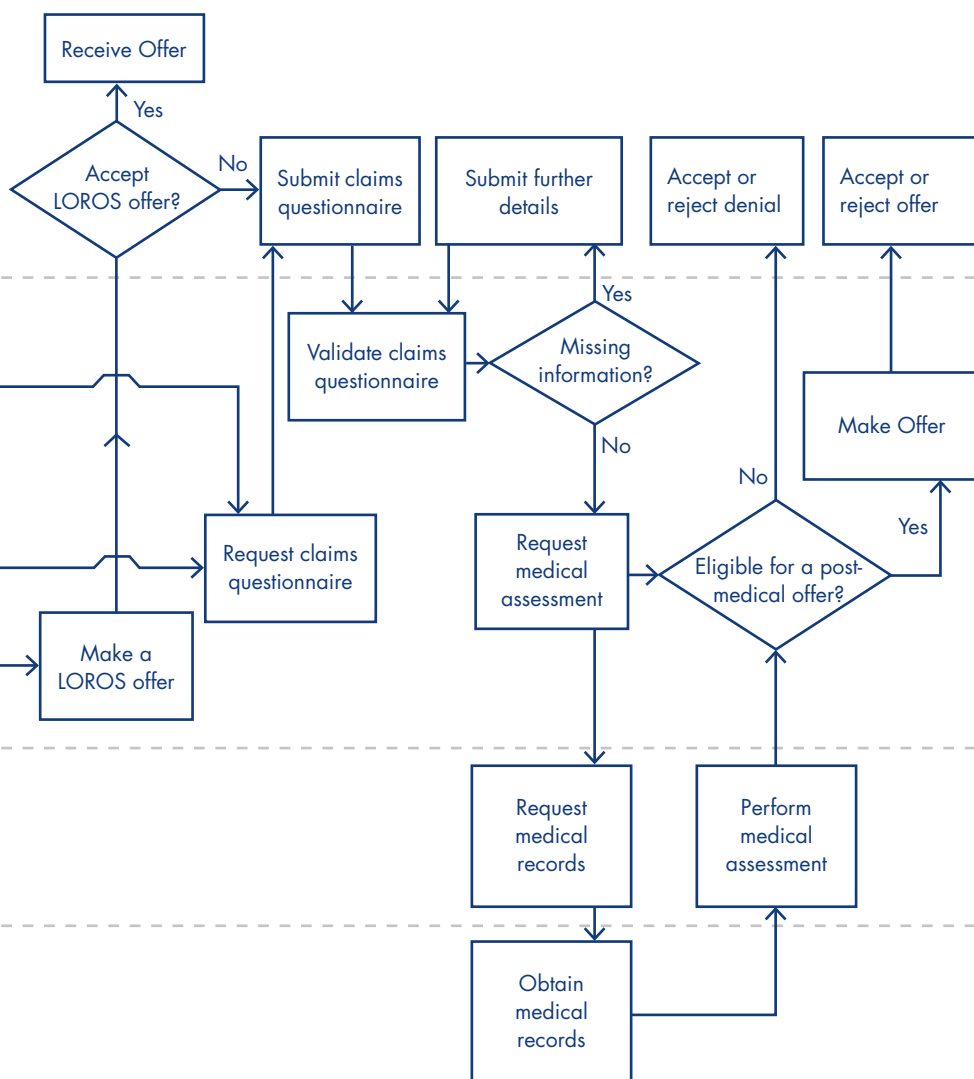 Receive Offer
Yes
Accept
LOROS offer?
No
Submit claims
questionnaire
Submit further
details
Accept or
reject denial
Accept or
reject offer
Yes
Validate claims
questionnaire
Missing
information?
Make Offer
No
No
Yes
Request claims
questionnaire
Request
medical
assessment
Eligible for a post-
medical offer?
Make a
LOROS offer
Request
medical
records
Perform
medical
assessment
Obtain
medical
records